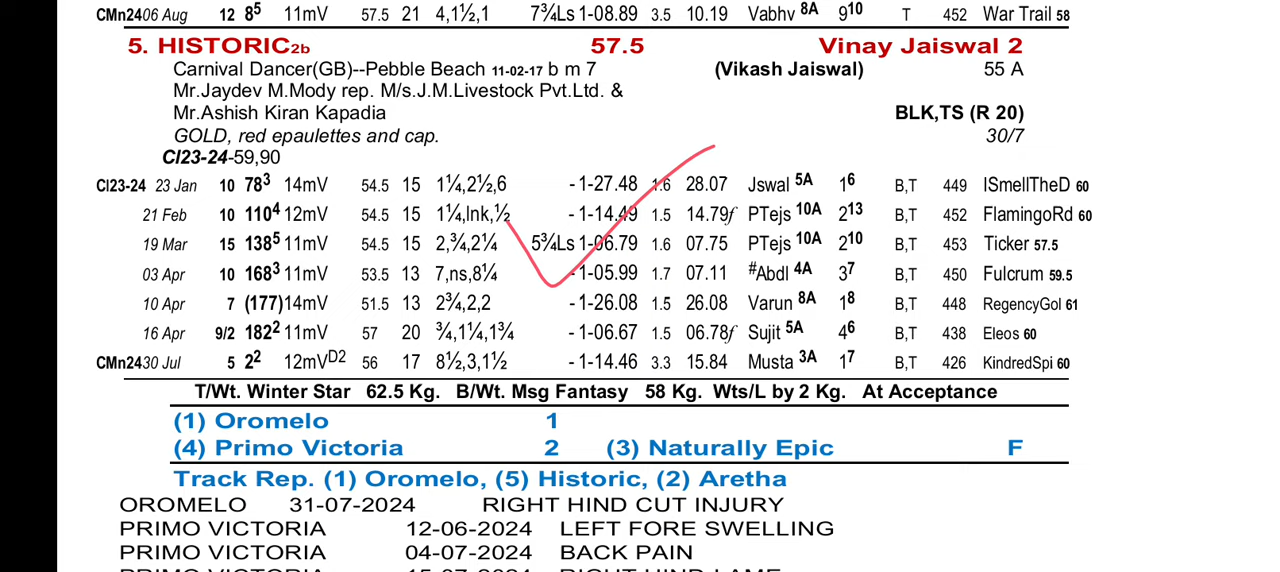 CMn24 06 Aug 12 8⁵ 11mV 57.5 21 4,1½,1 7¾Ls 1-08.89 3.5 10.19 Vabhv 8A 9¹⁰ T 452 War Trail 58
5. HISTORIC2b 57.5 Vinay Jaiswal 2
Carnival Dancer(GB)--Pebble Beach 11-02-17 b m 7 (Vikash Jaiswal) 55 A
Mr.Jaydev M.Mody rep. M/s.J.M.Livestock Pvt.Ltd. &
Mr.Ashish Kiran Kapadia BLK,TS (R 20)
GOLD, red epaulettes and cap. 30/7
Cl23-24-59,90
Cl23-24 23 Jan 10 78³ 14mV 54.5 15 1¼,2½,6 - 1-27.48 1.6 28.07 Jswal 5A 1⁶ B,T 449 ISmellTheD 60
21 Feb 10 110⁴ 12mV 54.5 15 1¼,lnk,½ - 1-14.49 1.5 14.79f PTejs 10A 2¹³ B,T 452 FlamingoRd 60
19 Mar 15 138⁵ 11mV 54.5 15 2,¾,2¼ 5¾Ls 1-06.79 1.6 07.75 PTejs 10A 2¹⁰ B,T 453 Ticker 57.5
03 Apr 10 168³ 11mV 53.5 13 7,ns,8¼ - 1-05.99 1.7 07.11 #Abdl 4A 3⁷ B,T 450 Fulcrum 59.5
10 Apr 7 (177) 14mV 51.5 13 2¾,2,2 - 1-26.08 1.5 26.08 Varun 8A 1⁸ B,T 448 RegencyGol 61
16 Apr 9/2 182² 11mV 57 20 ¾,1¼,1¾ - 1-06.67 1.5 06.78f Sujit 5A 4⁶ B,T 438 Eleos 60
CMn24 30 Jul 5 2² 12mVD2 56 17 8½,3,1½ - 1-14.46 3.3 15.84 Musta 3A 1⁷ B,T 426 KindredSpi 60
T/Wt. Winter Star 62.5 Kg. B/Wt. Msg Fantasy 58 Kg. Wts/L by 2 Kg. At Acceptance
(1) Oromelo 1
(4) Primo Victoria 2 (3) Naturally Epic F
Track Rep. (1) Oromelo, (5) Historic, (2) Aretha
OROMELO 31-07-2024 RIGHT HIND CUT INJURY
PRIMO VICTORIA 12-06-2024 LEFT FORE SWELLING
PRIMO VICTORIA 04-07-2024 BACK PAIN
PRIMO VICTORIA 15-07-2024 RIGHT HIND LAME